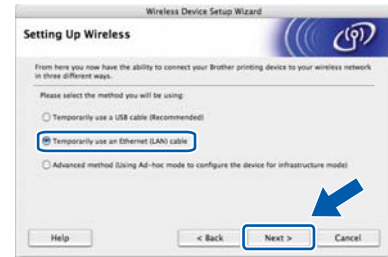 Wireless Device Setup Wizard
Setting Up Wireless
From here you now have the ability to connect your Brother printing device to your wireless network
in three different ways.
Please select the method you will be using:
Temporarily use a USB cable (Recommended)
Temporarily use an Ethernet (LAN) cable
Advanced method (Using Ad-hoc mode to configure the device for infrastructure mode)
Help
< Back
Next >
Cancel